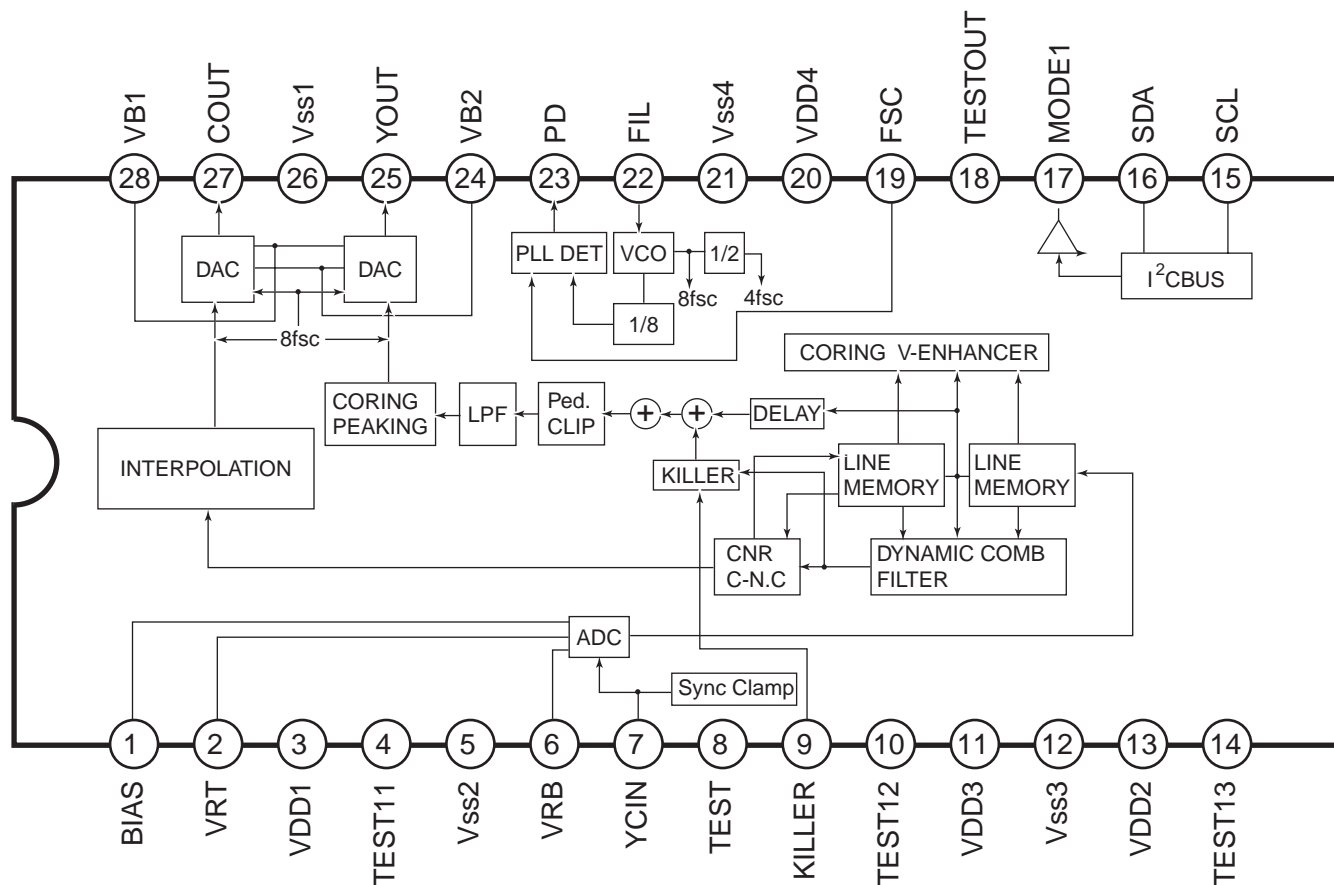 VB1
COUT
Vss1
YOUT
VB2
PD
FIL
Vss4
VDD4
FSC
TESTOUT
MODE1
SDA
SCL
28
27
26
25
24
23
22
21
20
19
18
17
16
15
DAC
DAC
PLL DET
VCO
1/2
I²CBUS
8fsc
4fsc
1/8
8fsc
CORING V-ENHANCER
CORING
PEAKING
LPF
Ped.
CLIP
+
+
DELAY
INTERPOLATION
KILLER
LINE
MEMORY
LINE
MEMORY
CNR
C-N.C
DYNAMIC COMB
FILTER
ADC
Sync Clamp
1
2
3
4
5
6
7
8
9
10
11
12
13
14
BIAS
VRT
VDD1
TEST11
Vss2
VRB
YCIN
TEST
KILLER
TEST12
VDD3
Vss3
VDD2
TEST13